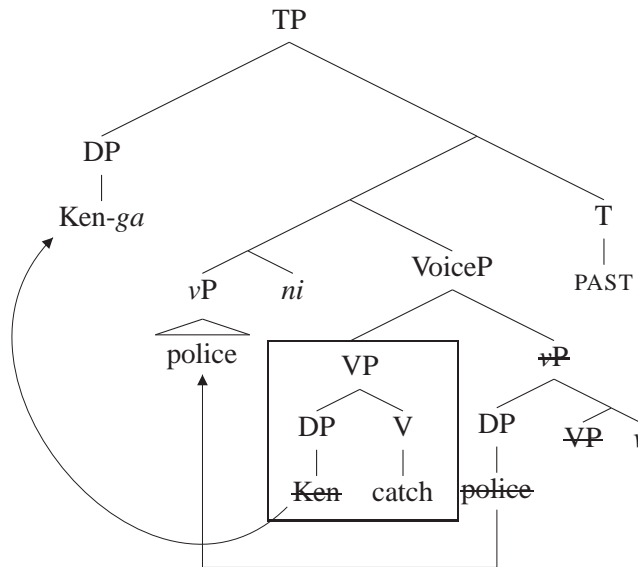 TP
DP
Ken-ga
T
PAST
vP
ni
VoiceP
police
VP
vP
DP
V
DP
VP
v
Ken
catch
police